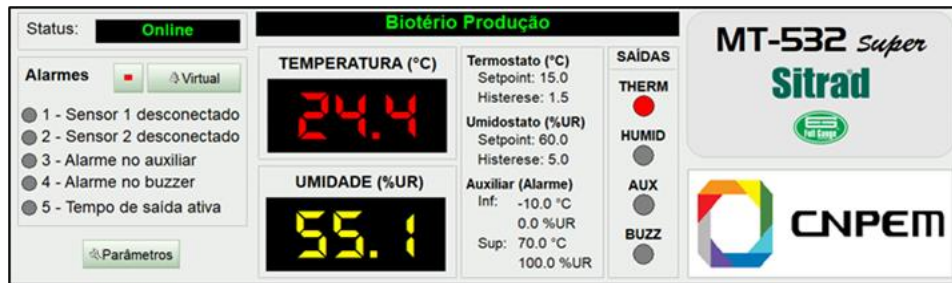 Status:
Online
Alarmes
Virtual
1 - Sensor 1 desconectado
2 - Sensor 2 desconectado
3 - Alarme no auxiliar
4 - Alarme no buzzer
5 - Tempo de saída ativa
Parâmetros
Biotério Produção
TEMPERATURA (°C)
24.4
UMIDADE (%UR)
55.1
Termostato (°C)
Setpoint: 15.0
Histerese: 1.5
Umidostato (%UR)
Setpoint: 60.0
Histerese: 5.0
Auxiliar (Alarme)
Inf: -10.0 °C
0.0 %UR
Sup: 70.0 °C
100.0 %UR
SAÍDAS
THERM
HUMID
AUX
BUZZ
MT-532 Super
Sitrad
Full Gauge
CNPEM